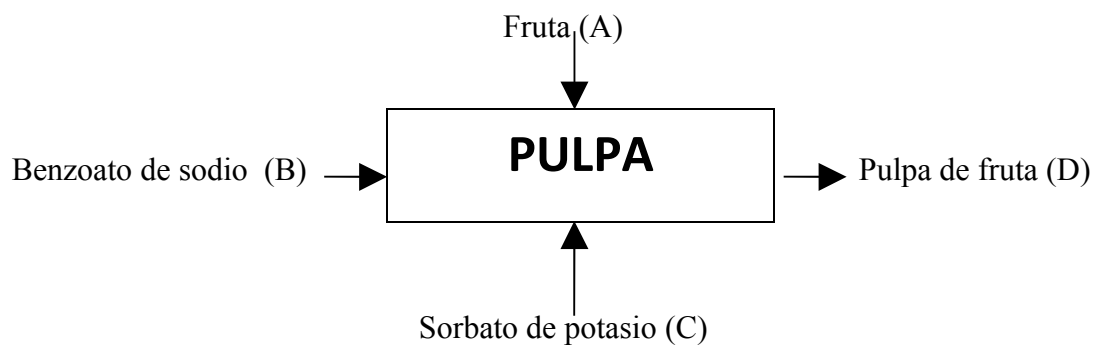 Fruta (A)
PULPA
Benzoato de sodio (B)
Pulpa de fruta (D)
Sorbato de potasio (C)